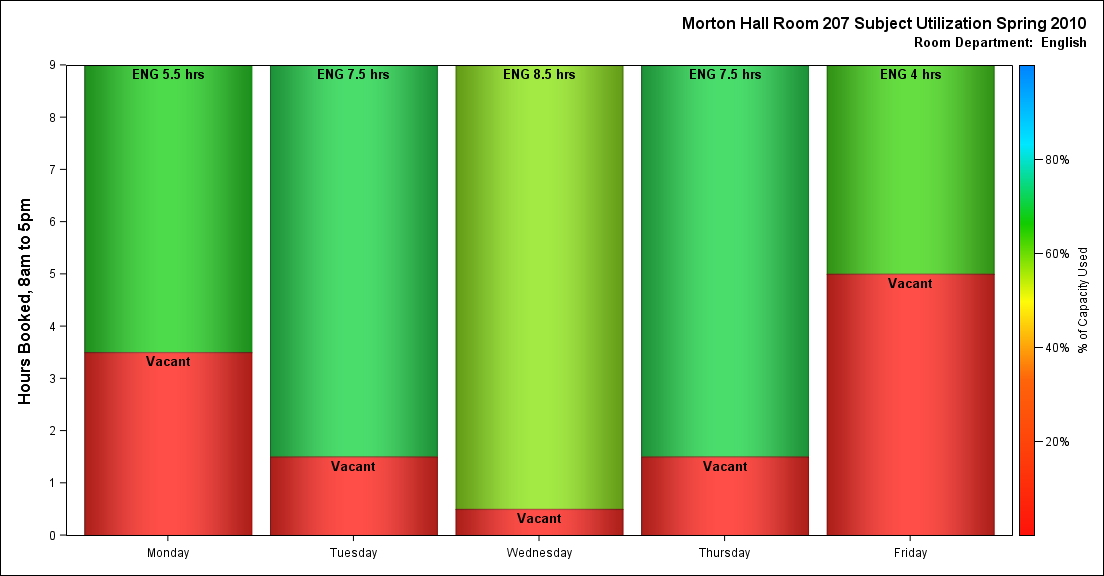 Morton Hall Room 207 Subject Utilization Spring 2010
Room Department:  English
Hours Booked, 8am to 5pm
9
8
7
6
5
4
3
2
1
0
ENG 5.5 hrs
Vacant
ENG 7.5 hrs
Vacant
ENG 8.5 hrs
Vacant
ENG 7.5 hrs
Vacant
ENG 4 hrs
Vacant
Monday
Tuesday
Wednesday
Thursday
Friday
80%
60%
40%
20%
% of Capacity Used